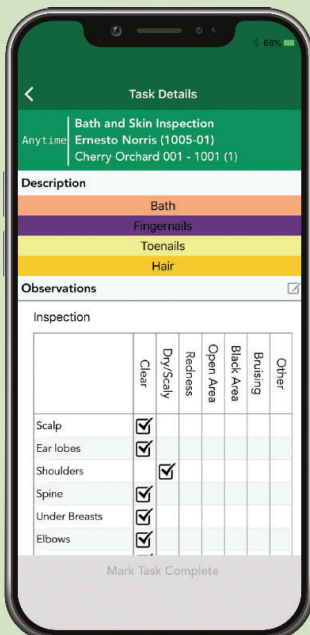 66%
Task Details
Anytime
Bath and Skin Inspection
Ernesto Norris (1005-01)
Cherry Orchard 001 - 1001 (1)
Description
Bath
Fingernails
Toenails
Hair
Observations
Inspection
Clear
Dry/Scaly
Redness
Open Area
Black Area
Bruising
Other
Scalp
Ear lobes
Shoulders
Spine
Under Breasts
Elbows
Mark Task Complete